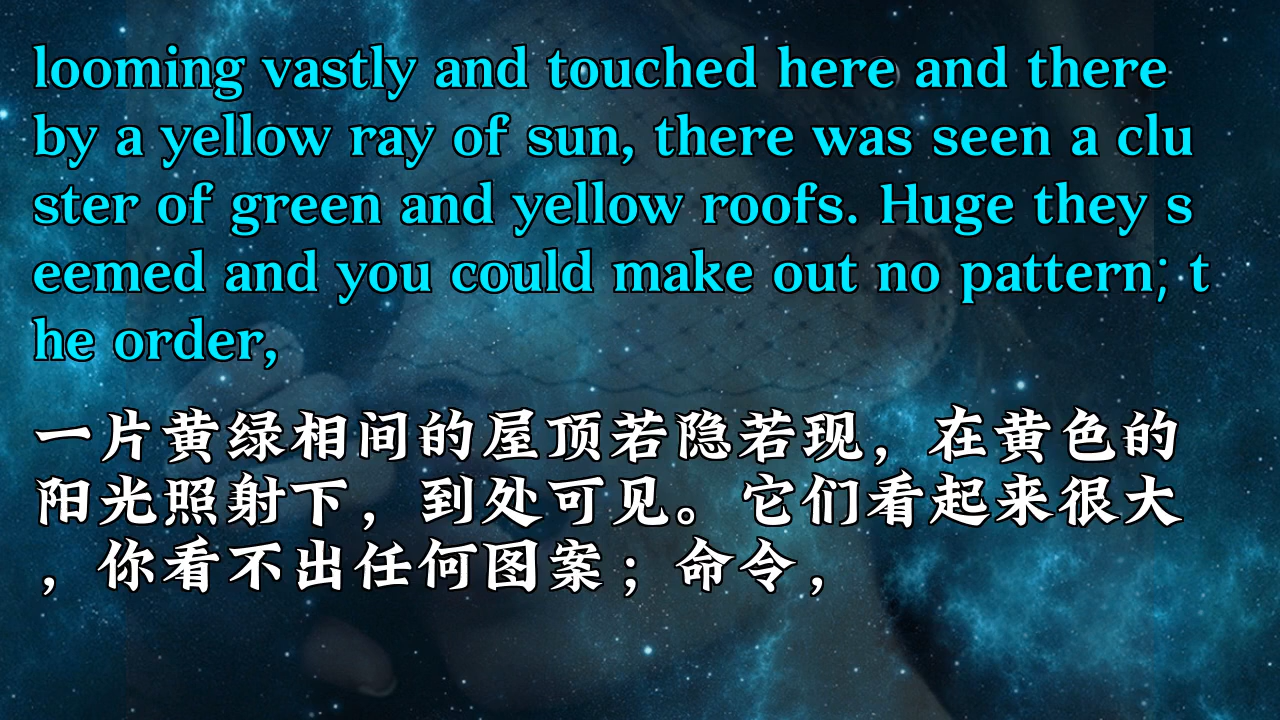 looming vastly and touched here and there
by a yellow ray of sun, there was seen a clu
ster of green and yellow roofs. Huge they s
eemed and you could make out no pattern; t
he order,
一片黄绿相间的屋顶若隐若现，在黄色的
阳光照射下，到处可见。它们看起来很大
，你看不出任何图案；命令，